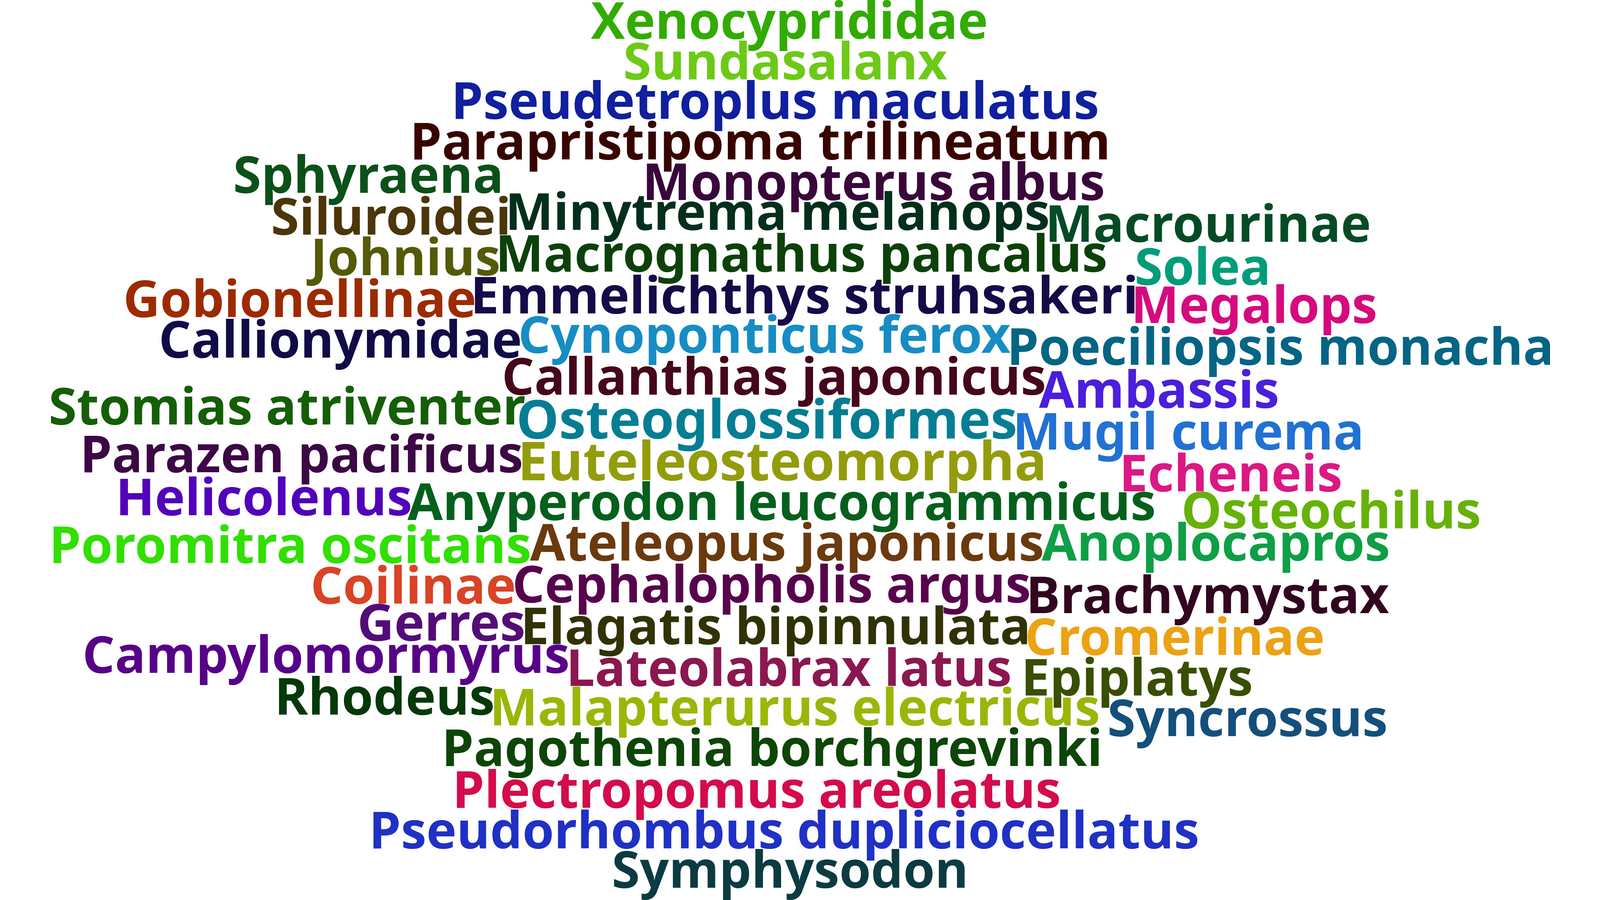 Xenocyprididae
Sundasalanx
Pseudetroplus maculatus
Parapristipoma trilineatum
Sphyraena
Monopterus albus
Siluroidei
Minytrema melanops
Macrourinae
Johnius
Macrognathus pancalus
Solea
Gobionellinae
Emmelichthys struhsakeri
Megalops
Callionymidae
Cynoponticus ferox
Poeciliopsis monacha
Callanthias japonicus
Ambassis
Stomias atriventer
Osteoglossiformes
Mugil curema
Parazen pacificus
Euteleosteomorpha
Echeneis
Helicolenus
Anyperodon leucogrammicus
Osteochilus
Poromitra oscitans
Ateleopus japonicus
Anoplocapros
Coilinae
Cephalopholis argus
Brachymystax
Gerres
Elagatis bipinnulata
Cromerinae
Campylomormyrus
Lateolabrax latus
Epiplatys
Rhodeus
Malapterurus electricus
Syncrossus
Pagothenia borchgrevinki
Plectropomus areolatus
Pseudorhombus dupliciocellatus
Symphysodon